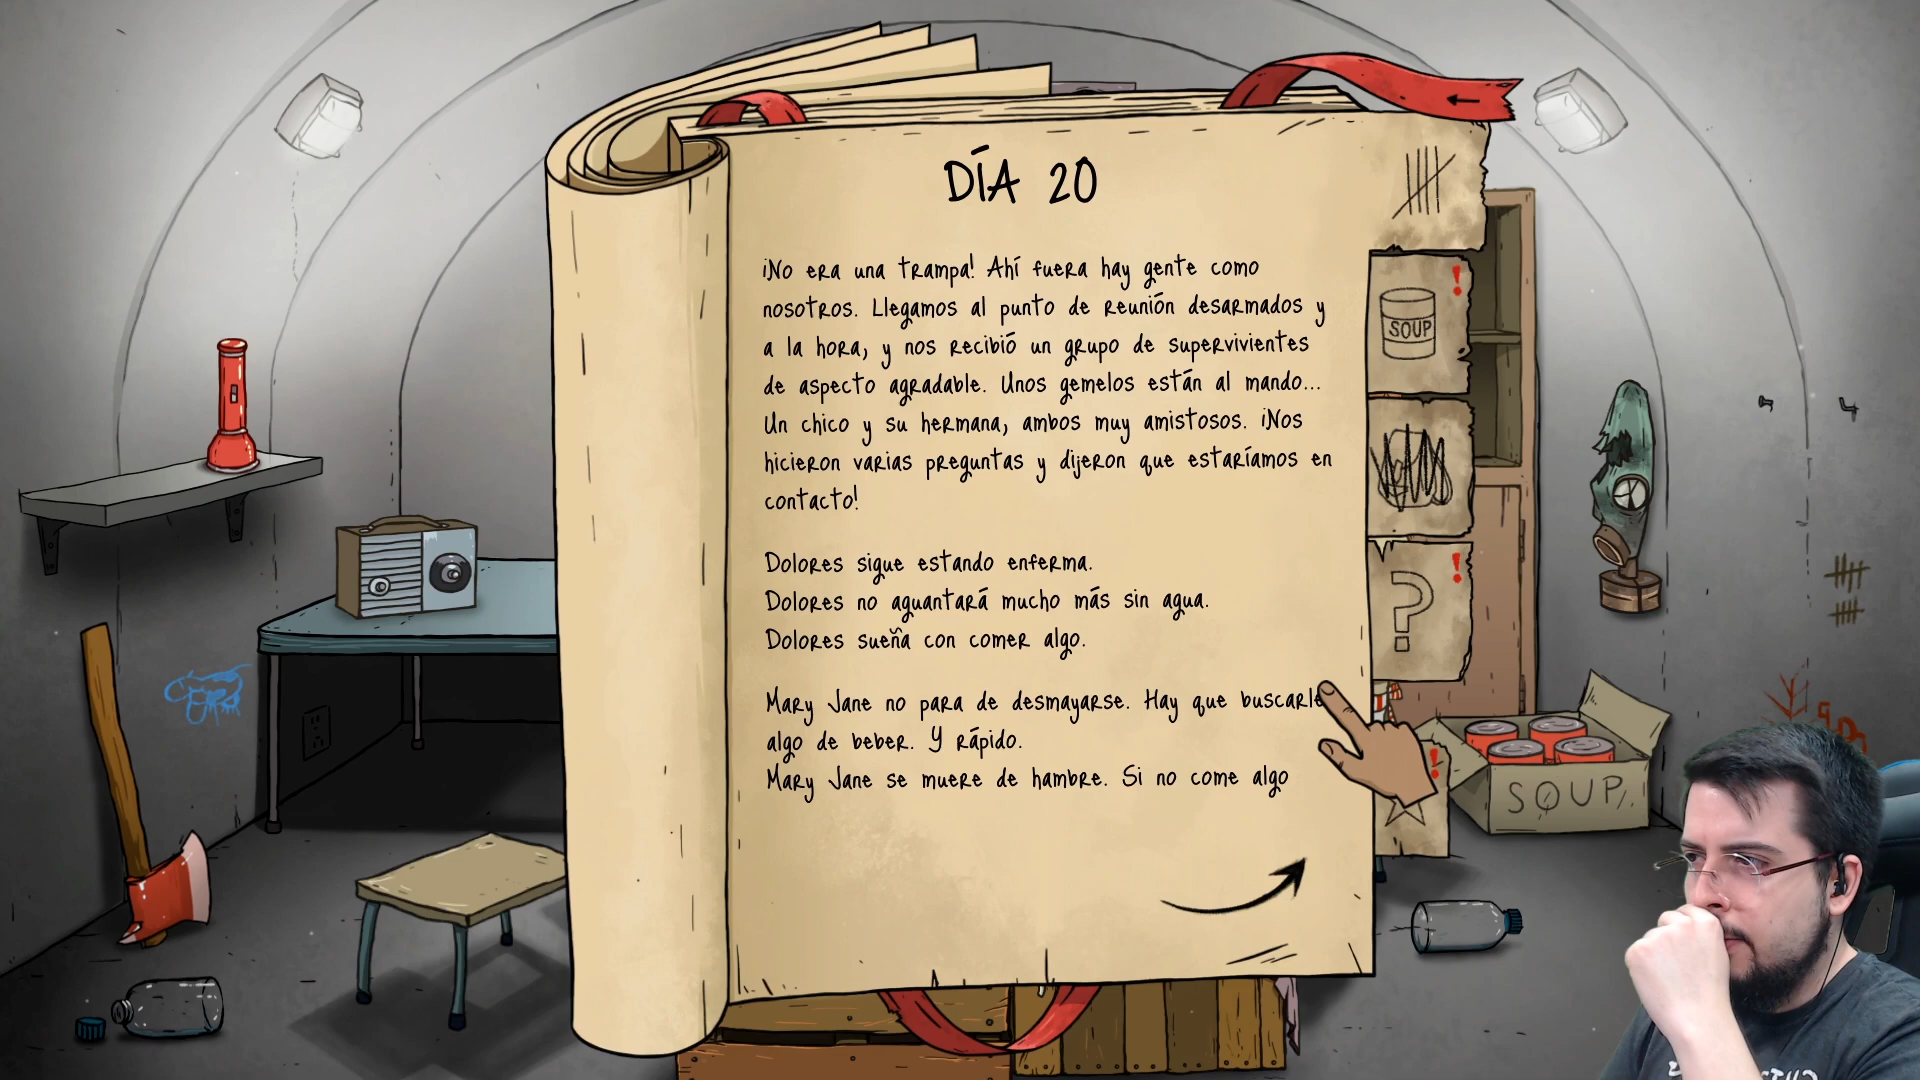 DÍA 20
¡No era una trampa! Ahí fuera hay gente como
nosotros. Llegamos al punto de reunión desarmados y
a la hora, y nos recibió un grupo de supervivientes
de aspecto agradable. Unos gemelos están al mando...
Un chico y su hermana, ambos muy amistosos. ¡Nos
hicieron varias preguntas y dijeron que estaríamos en
contacto!
Dolores sigue estando enferma.
Dolores no aguantará mucho más sin agua.
Dolores sueña con comer algo.
Mary Jane no para de desmayarse. Hay que buscarle
algo de beber. Y rápido.
Mary Jane se muere de hambre. Si no come algo
SOUP
!
!
?
!
SOUP